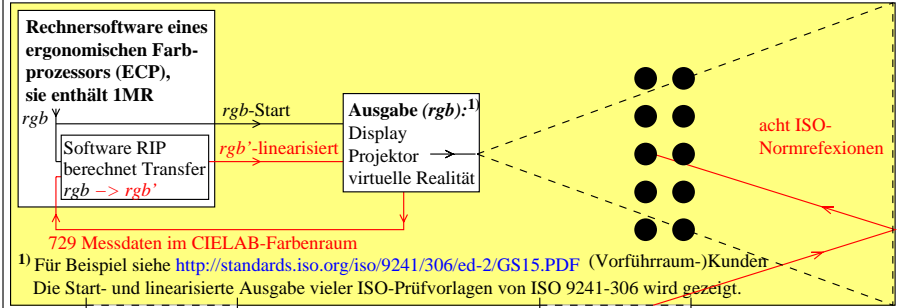 Rechnersoftware eines
ergonomischen Farb-
prozessors (ECP),
sie enthält 1MR
rgb
rgb-Start
Software RIP
berechnet Transfer
rgb –> rgb’
rgb’-linearisiert
Ausgabe (rgb):1)
Display
Projektor
virtuelle Realität
acht ISO-
Normrefexionen
729 Messdaten im CIELAB-Farbenraum
1) Für Beispiel siehe http://standards.iso.org/iso/9241/306/ed-2/GS15.PDF (Vorführraum-)Kunden
Die Start- und linearisierte Ausgabe vieler ISO-Prüfvorlagen von ISO 9241-306 wird gezeigt.